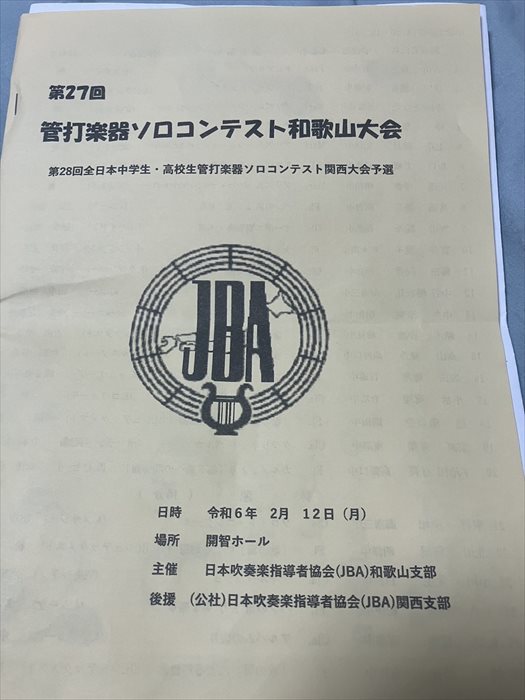 第27回
管打楽器ソロコンテスト和歌山大会
第28回全日本中学生・高校生管打楽器ソロコンテスト関西大会予選
JBA
日時 令和6年 2月 12日（月）
場所 開智ホール
主催 日本吹奏楽指導者協会(JBA)和歌山支部
後援 (公社)日本吹奏楽指導者協会(JBA)関西支部